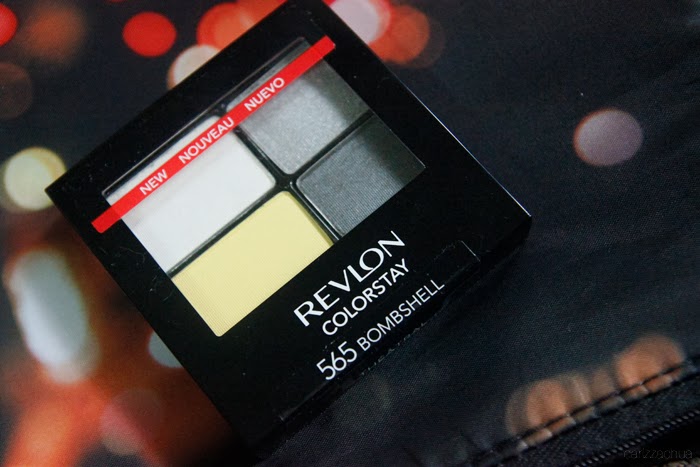 NEW NOUVEAU NUEVO
REVLON
COLORSTAY
565 BOMBSHELL